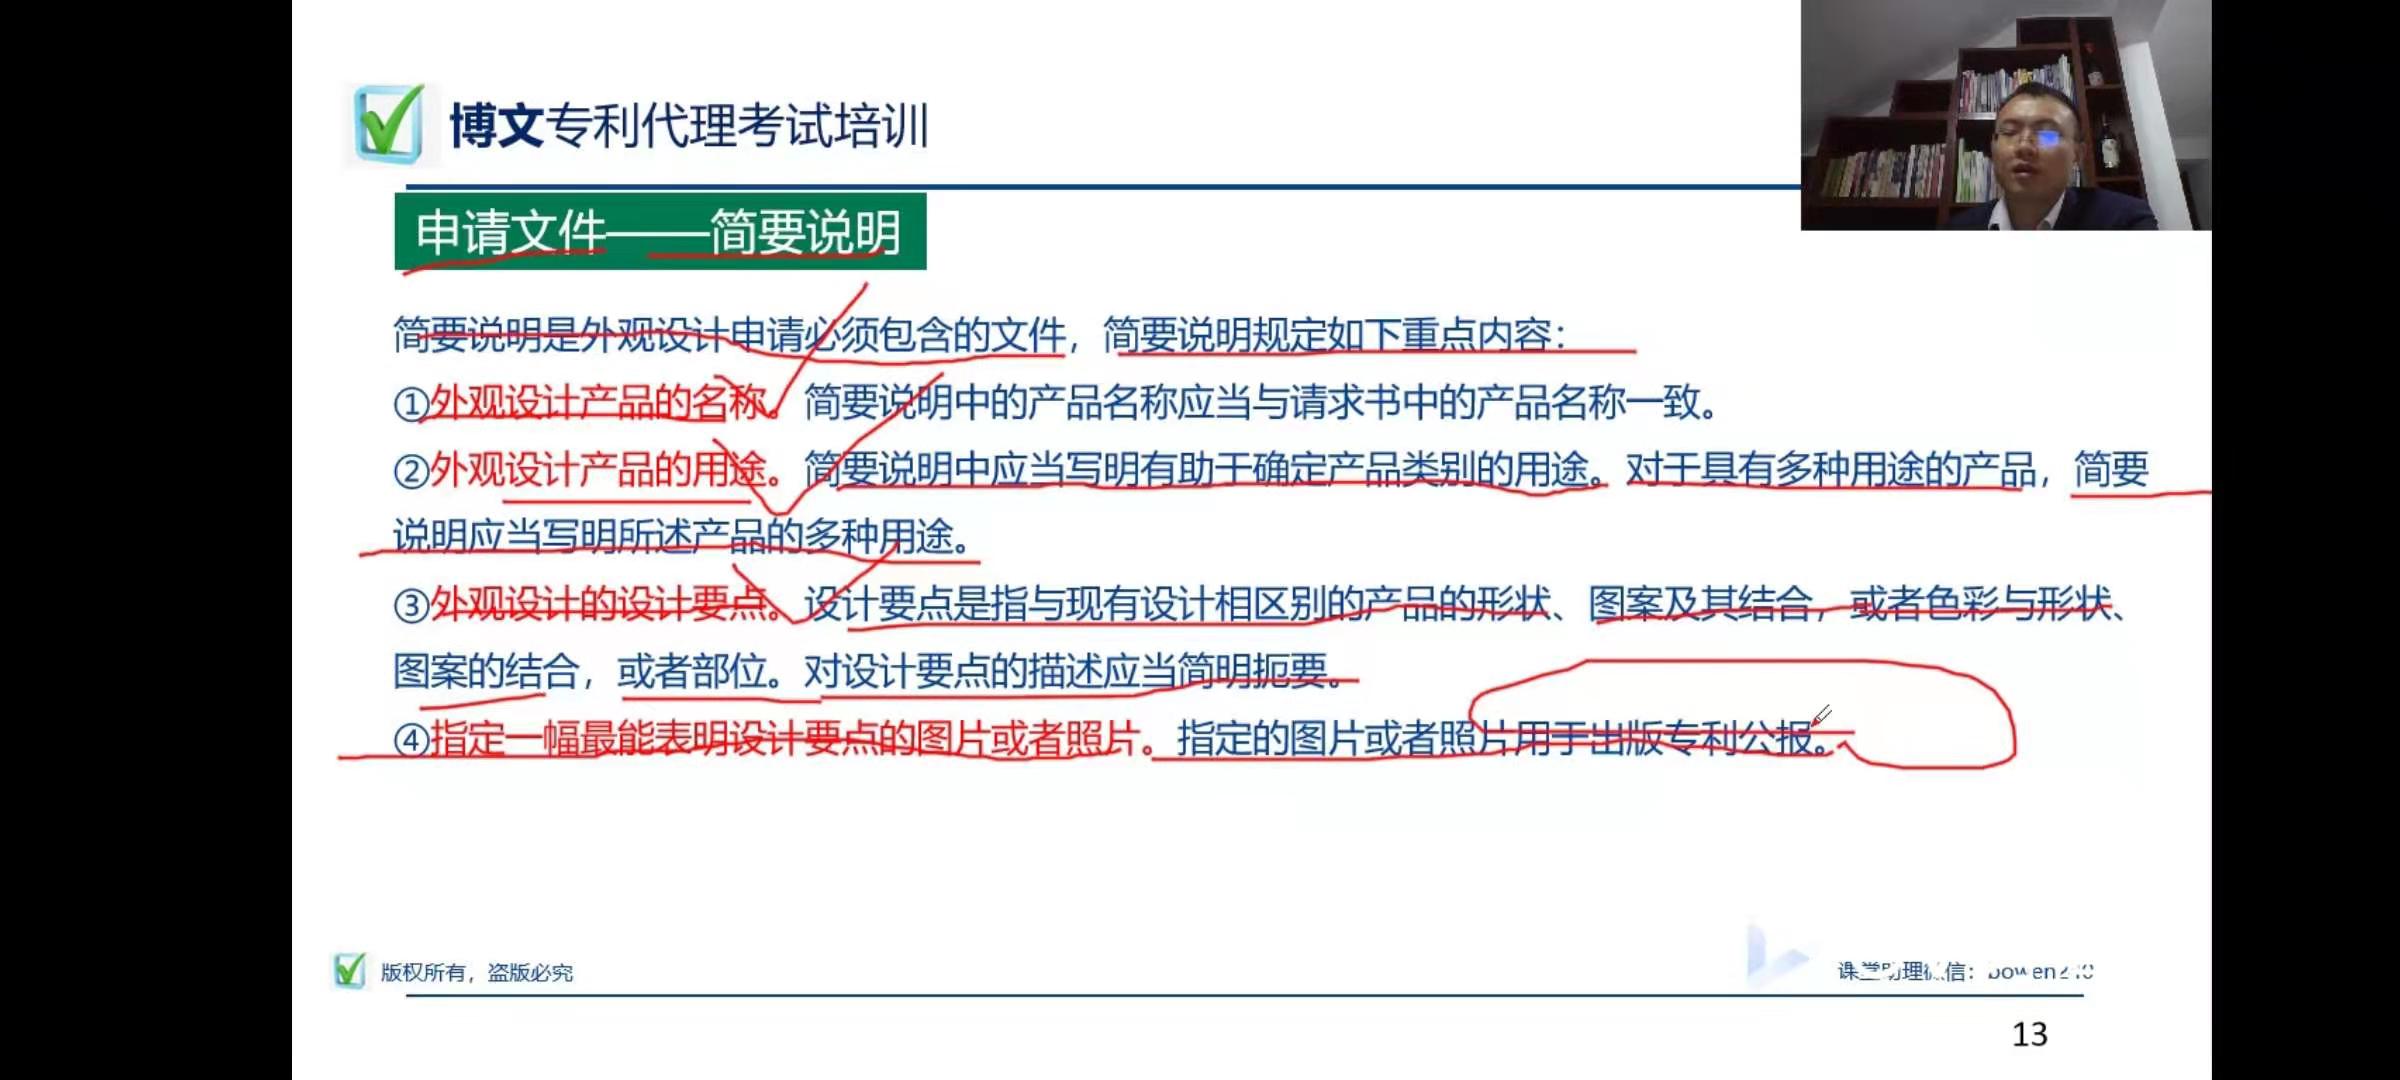 博文专利代理考试培训
申请文件——简要说明
简要说明是外观设计申请必须包含的文件，简要说明规定如下重点内容：
①外观设计产品的名称。简要说明中的产品名称应当与请求书中的产品名称一致。
②外观设计产品的用途。简要说明中应当写明有助于确定产品类别的用途。对于具有多种用途的产品，简要
说明应当写明所述产品的多种用途。
③外观设计的设计要点。设计要点是指与现有设计相区别的产品的形状、图案及其结合，或者色彩与形状、
图案的结合，或者部位。对设计要点的描述应当简明扼要。
④指定一幅最能表明设计要点的图片或者照片。指定的图片或者照片用于出版专利公报。
版权所有，盗版必究
课堂助理微信：
13